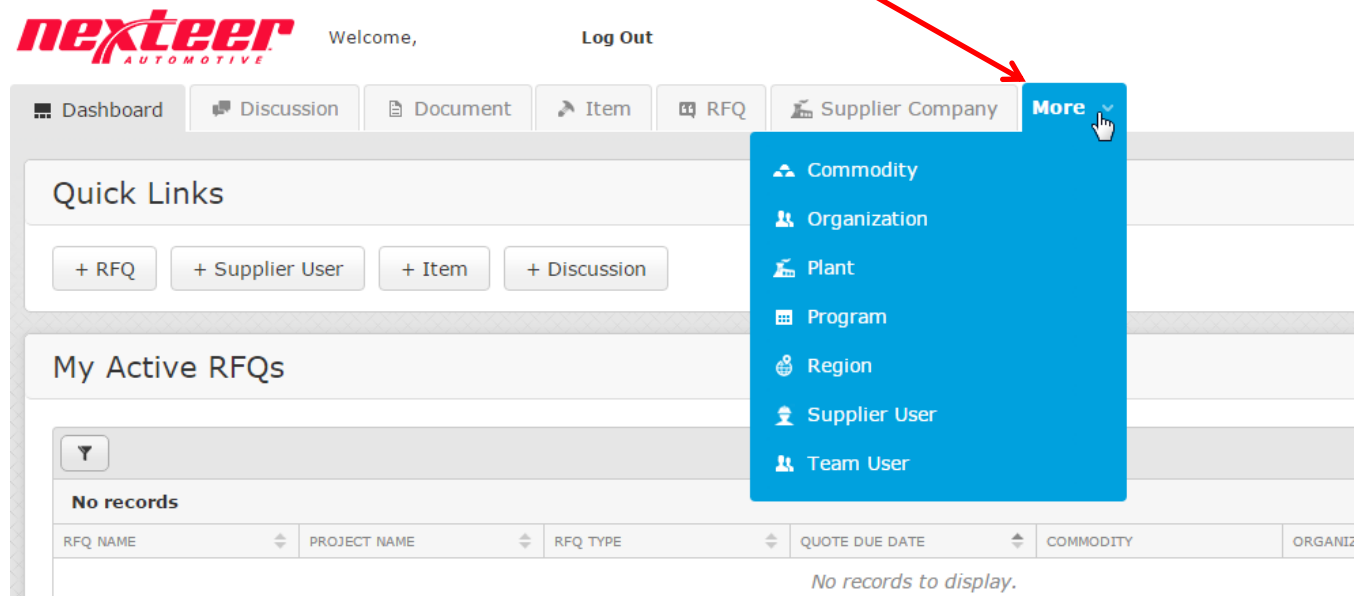 nexteer
AUTOMOTIVE
Welcome,
Log Out
Dashboard
Discussion
Document
Item
RFQ
Supplier Company
More
Commodity
Organization
Plant
Program
Region
Supplier User
Team User
Quick Links
+ RFQ
+ Supplier User
+ Item
+ Discussion
My Active RFQs
No records
RFQ NAME
PROJECT NAME
RFQ TYPE
QUOTE DUE DATE
COMMODITY
ORGANIZ
No records to display.